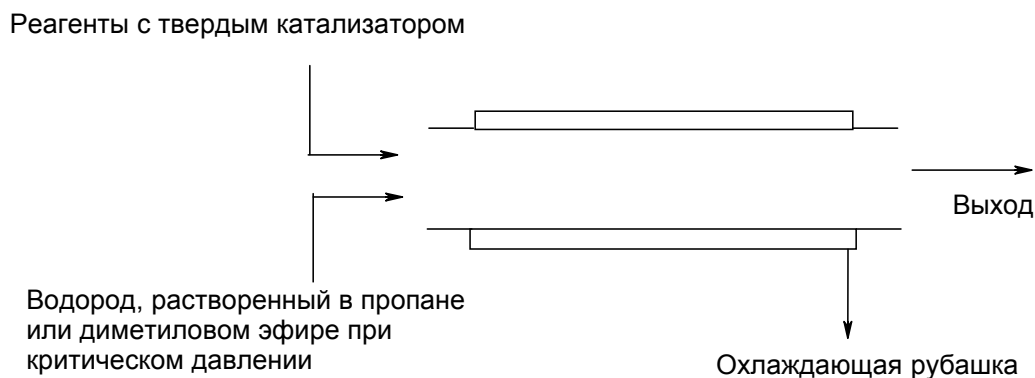 Реагенты с твердым катализатором
Выход
Водород, растворенный в пропане
или диметиловом эфире при
критическом давлении
Охлаждающая рубашка